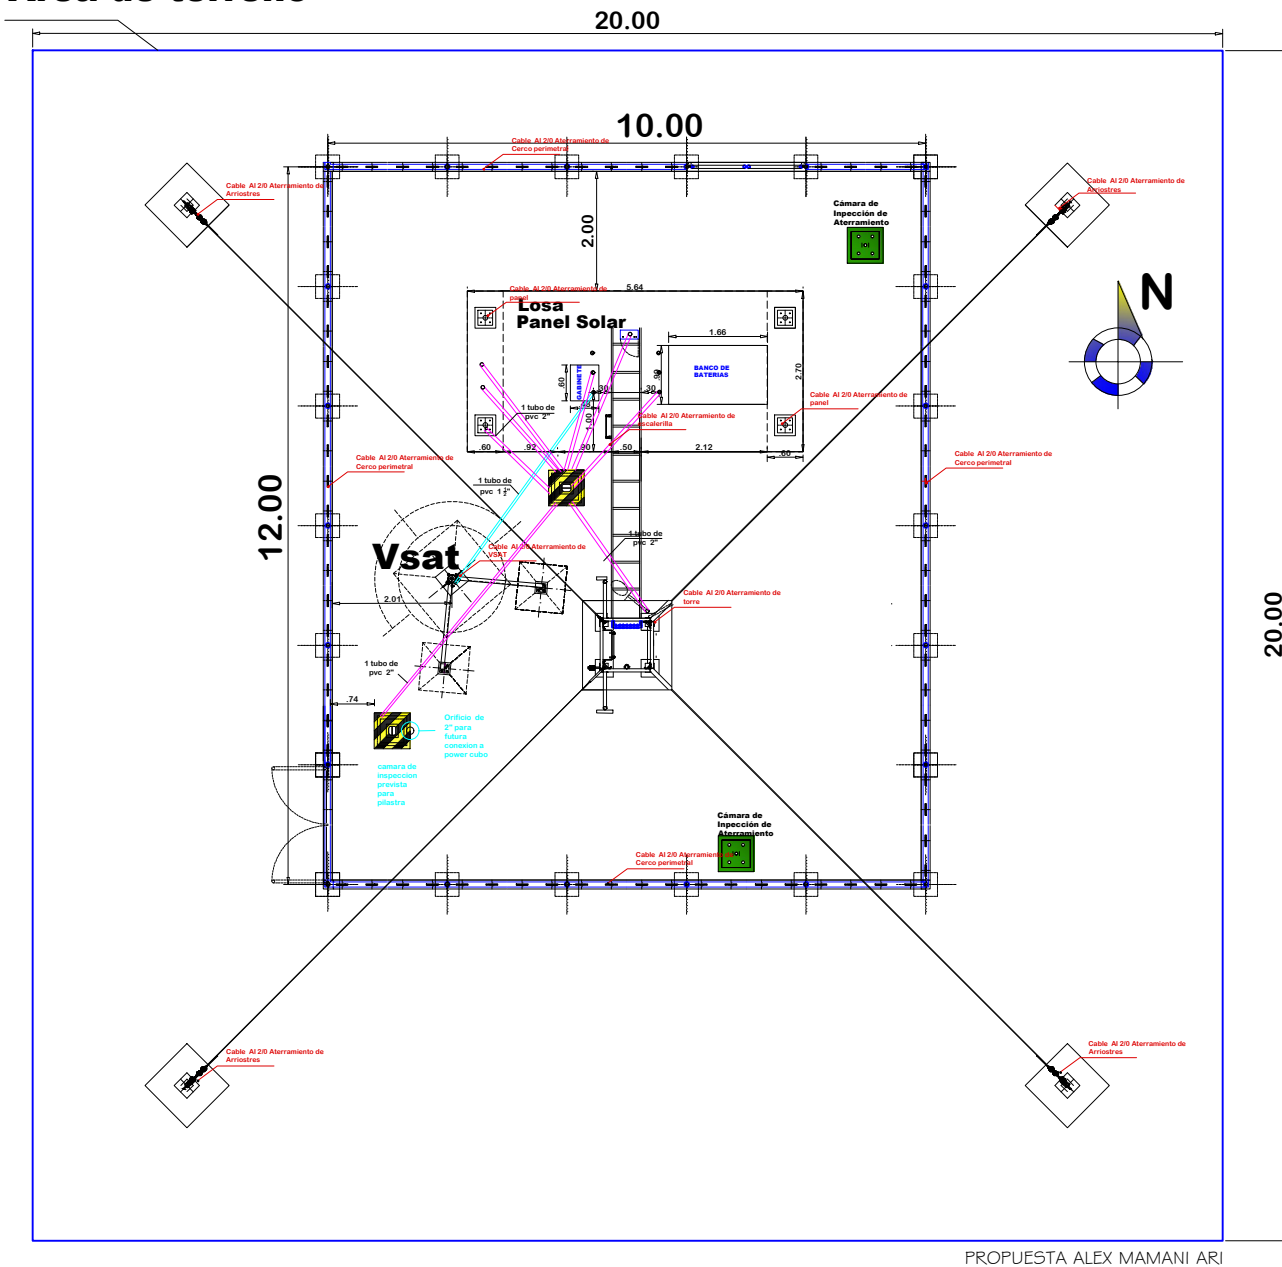 20.00
10.00
Cable Al 2/0 Aterramiento de
Cerco perimetral
Cable Al 2/0 Aterramiento de
Arriostres
Cable Al 2/0 Aterramiento de
Arriostres
Cámara de
Inpección de
Aterramiento
2.00
N
Cable Al 2/0 Aterramiento de
panel
5.64
Losa
Panel Solar
1.66
BANCO DE
BATERIAS
.90
2.70
GABINETE
.60
.30
.30
1.00
1 tubo de
pvc 2"
Cable Al 2/0 Aterramiento de
panel
Cable Al 2/0 Aterramiento de
escalerilla
.60
.92
.90
.50
2.12
.60
Cable Al 2/0 Aterramiento de
Cerco perimetral
Cable Al 2/0 Aterramiento de
Cerco perimetral
12.00
1 tubo de
pvc 1 ½"
1 tubo de
pvc 2"
Vsat
Cable Al 2/0 Aterramiento de
VSAT
2.01
Cable Al 2/0 Aterramiento de
torre
20.00
1 tubo de
pvc 2"
.74
Orificio de
2" para
futura
conexion a
power cubo
camara de
inspeccion
prevista
para
pilastra
Cámara de
Inpección de
Aterramiento
Cable Al 2/0 Aterramiento de
Cerco perimetral
Cable Al 2/0 Aterramiento de
Arriostres
Cable Al 2/0 Aterramiento de
Arriostres
PROPUESTA ALEX MAMANI ARI